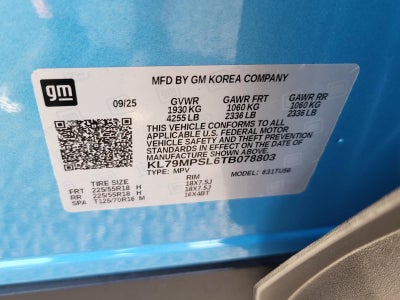 gm
MFD BY GM KOREA COMPANY
09/25 GVWR GAWR FRT GAWR RR
1930 KG 1060 KG 1060 KG
4255 LB 2336 LB 2336 LB
THIS VEHICLE CONFORMS TO ALL
APPLICABLE U.S. FEDERAL MOTOR
VEHICLE SAFETY AND THEFT PREVENTION
STANDARDS IN EFFECT ON THE DATE OF
MANUFACTURE SHOWN ABOVE.
KL79MPSL6TB078803
TYPE: MPV MODEL:
TIRE SIZE RIM
FRT 225/55R18 H 18X7.5J
RR 225/55R18 H 18X7.5J
SPA T125/70R16 M 16X4BT